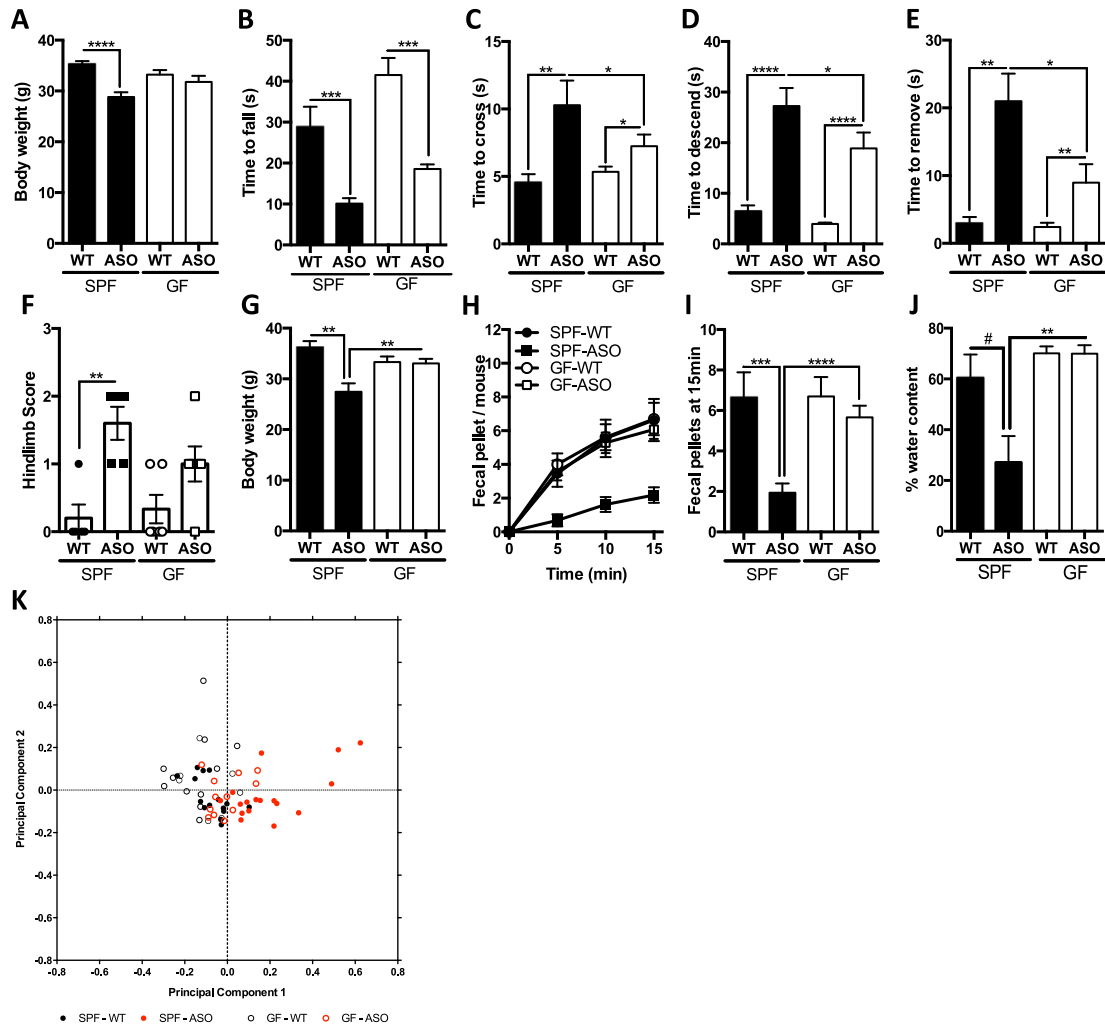 A
Body weight (g)
40
30
20
10
0
****
WT ASO WT ASO
SPF GF
B
Time to fall (s)
50
40
30
20
10
0
***
***
WT ASO WT ASO
SPF GF
C
Time to cross (s)
15
10
5
0
** *
*
WT ASO WT ASO
SPF GF
D
Time to descend (s)
40
30
20
10
0
**** *
****
WT ASO WT ASO
SPF GF
E
Time to remove (s)
30
20
10
0
** *
**
WT ASO WT ASO
SPF GF
F
Hindlimb Score
3
2
1
0
**
WT ASO WT ASO
SPF GF
G
Body weight (g)
40
30
20
10
0
** **
WT ASO WT ASO
SPF GF
H
Fecal pellet / mouse
12
10
8
6
4
2
0
SPF-WT
SPF-ASO
GF-WT
GF-ASO
0 5 10 15
Time (min)
I
Fecal pellets at 15min
10
8
6
4
2
0
*** ****
WT ASO WT ASO
SPF GF
J
% water content
80
60
40
20
0
# **
WT ASO WT ASO
SPF GF
K
Principal Component 2
0.8
0.6
0.4
0.2
0.0
-0.2
-0.4
-0.6
-0.8
-0.8 -0.6 -0.4 -0.2 0.0 0.2 0.4 0.6 0.8
Principal Component 1
SPF - WT SPF - ASO GF - WT GF - ASO